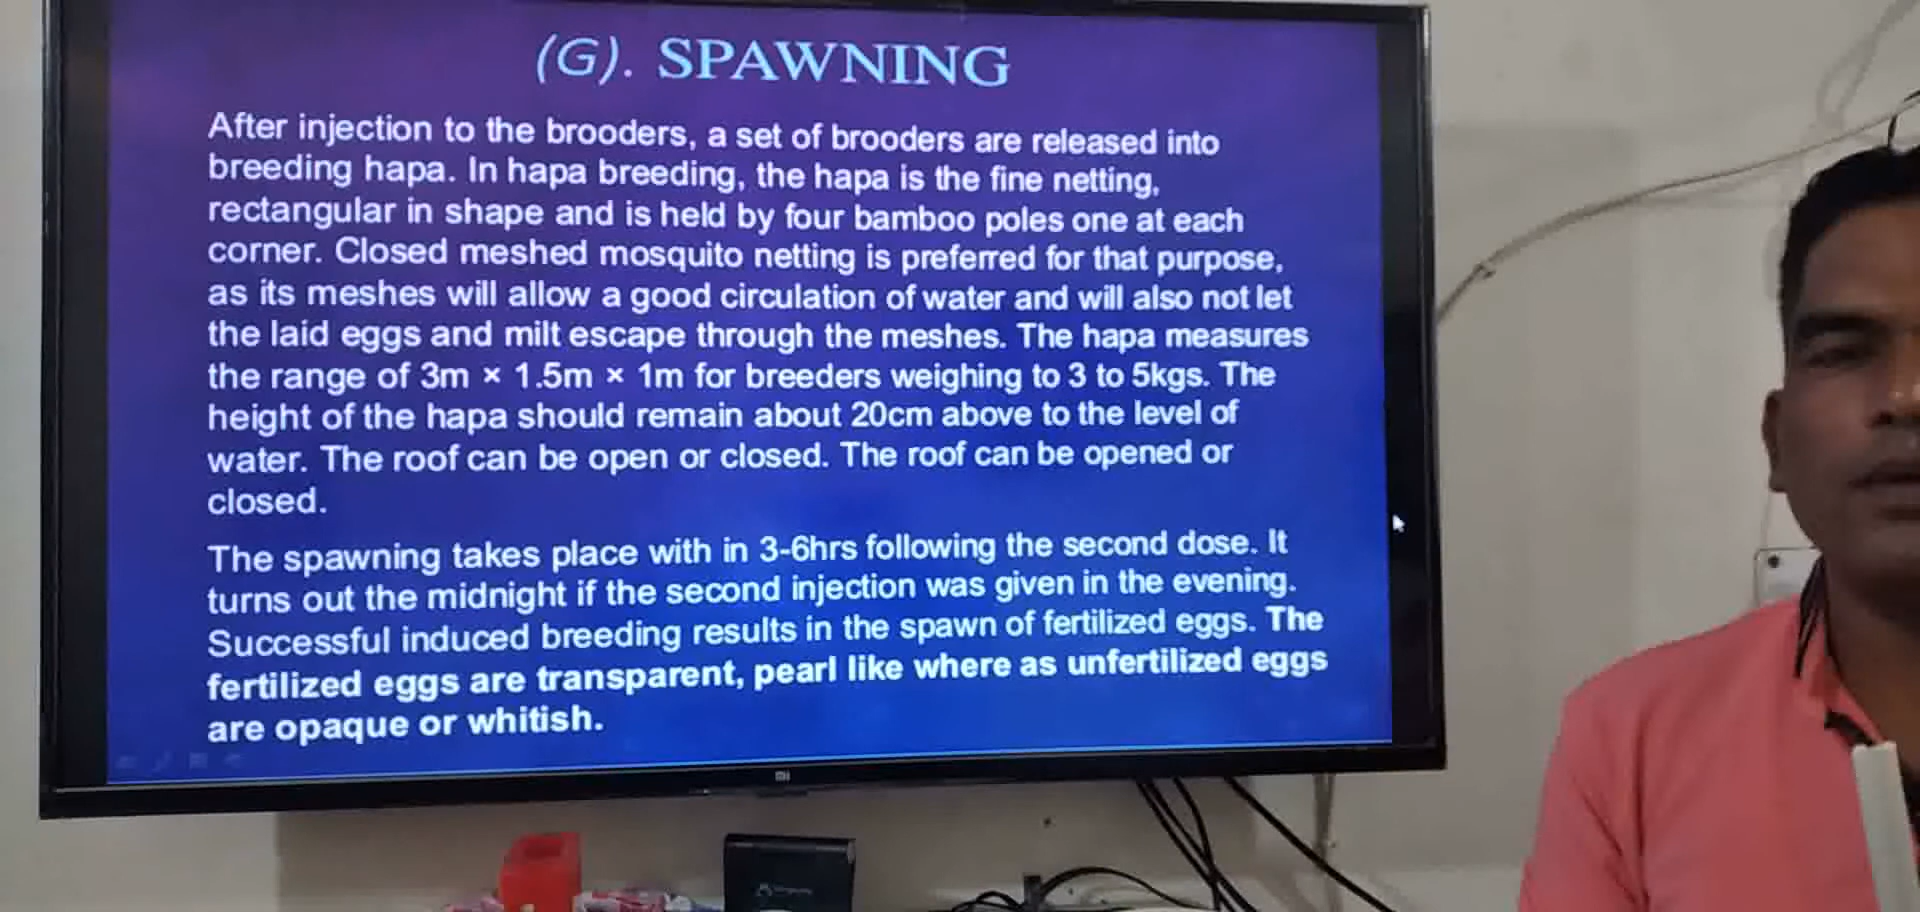 (G). SPAWNING
After injection to the brooders, a set of brooders are released into
breeding hapa. In hapa breeding, the hapa is the fine netting,
rectangular in shape and is held by four bamboo poles one at each
corner. Closed meshed mosquito netting is preferred for that purpose,
as its meshes will allow a good circulation of water and will also not let
the laid eggs and milt escape through the meshes. The hapa measures
the range of 3m × 1.5m × 1m for breeders weighing to 3 to 5kgs. The
height of the hapa should remain about 20cm above to the level of
water. The roof can be open or closed. The roof can be opened or
closed.
The spawning takes place with in 3-6hrs following the second dose. It
turns out the midnight if the second injection was given in the evening.
Successful induced breeding results in the spawn of fertilized eggs. The
fertilized eggs are transparent, pearl like where as unfertilized eggs
are opaque or whitish.
mi